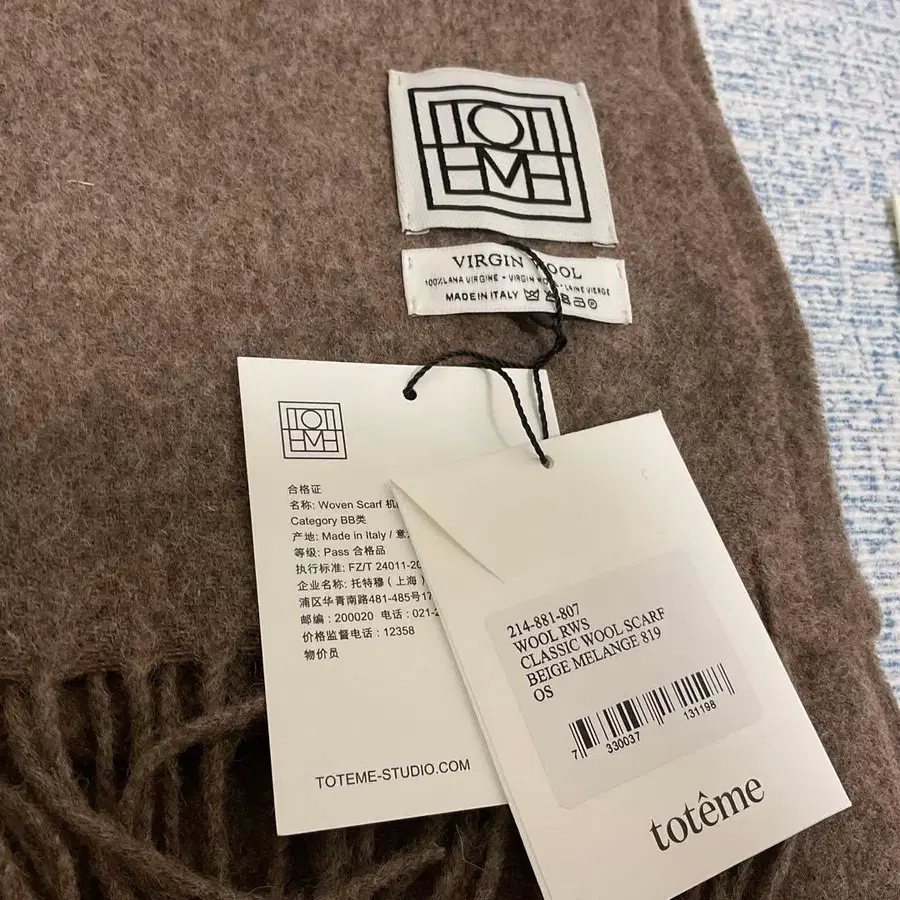 TOTEME
VIRGIN WOOL
100% LANA VIRGINE - VIRGIN WOOL - LAINE VIERGE
MADE IN ITALY
TOTEME
合格证
名称: Woven Scarf
Category BB类
产地: Made in Italy /
等级: Pass 合格品
执行标准: FZ/T 24011-20
企业名称: 托特穆（上海）
浦区华青南路481-485号17
邮编：200020 电话：021-2
价格监督电话：12358
物价员
TOTEME-STUDIO.COM
214-881-807
WOOL RWS
CLASSIC WOOL SCARF
BEIGE MELANGE 819
OS
7 330037 131198
totême